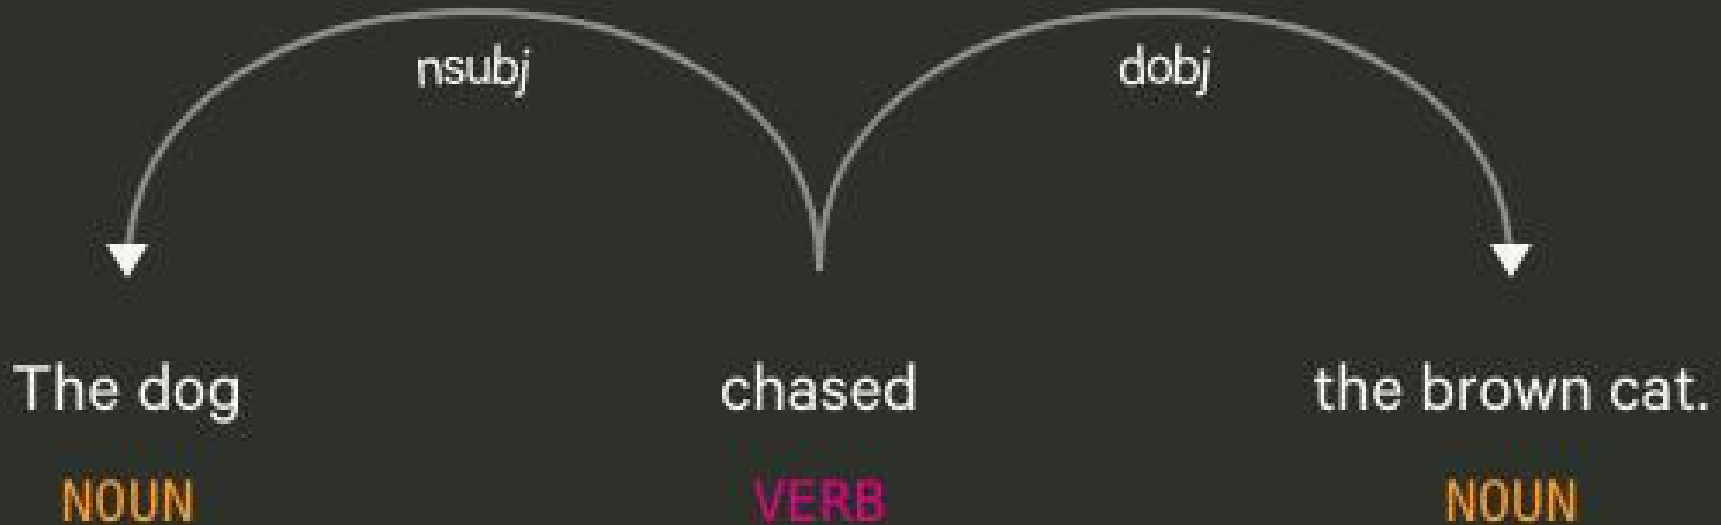 nsubj dobj
The dog chased the brown cat.
NOUN VERB NOUN